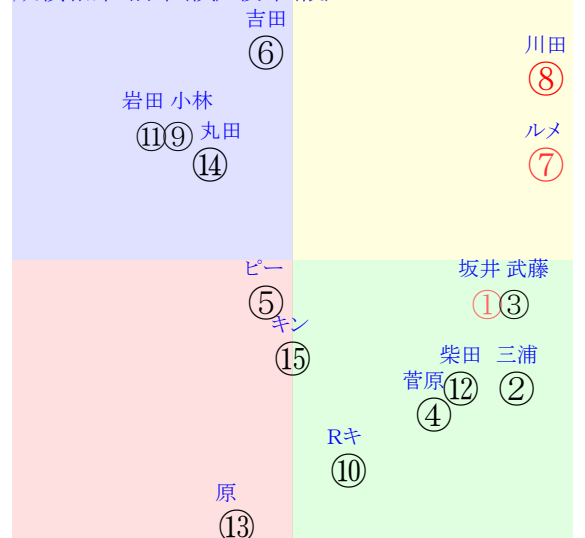 吉田
⑥
川田
⑧
岩田 小林
⑪⑨
丸田
⑭
ルメ
⑦
ピー
⑤
キン
⑮
坂井 武藤
①③
柴田 三浦
⑫ ②
菅原
④
Rキ
⑩
原
⑬